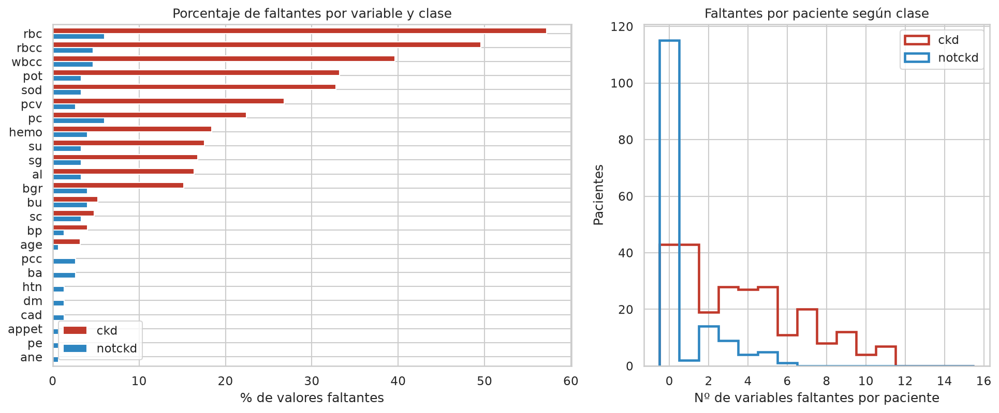 Porcentaje de faltantes por variable y clase
rbc
rbcc
wbcc
pot
sod
pcv
pc
hemo
su
sg
al
bgr
bu
sc
bp
age
pcc
ba
htn
dm
cad
appet
pe
ane
ckd
notckd
0 10 20 30 40 50 60
% de valores faltantes
Faltantes por paciente según clase
120
100
80
60
40
20
0
Pacientes
ckd
notckd
0 2 4 6 8 10 12 14 16
Nº de variables faltantes por paciente